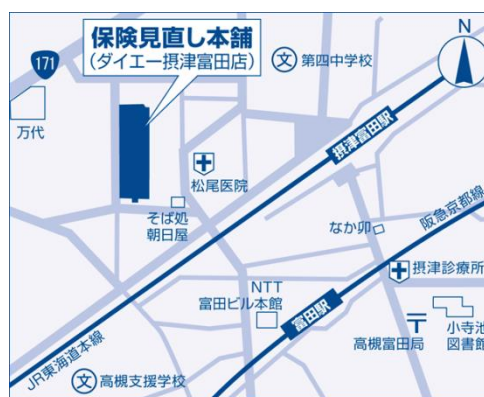 保険見直し本舗
(ダイエー摂津富田店)
N
171
文 第四中学校
万代
摂津富田駅
松尾医院
そば処
朝日屋
なか卯
阪急京都線
摂津診療所
NTT
富田ビル本館
富田駅
小寺池
図書館
高槻富田局
JR東海道本線
文 高槻支援学校